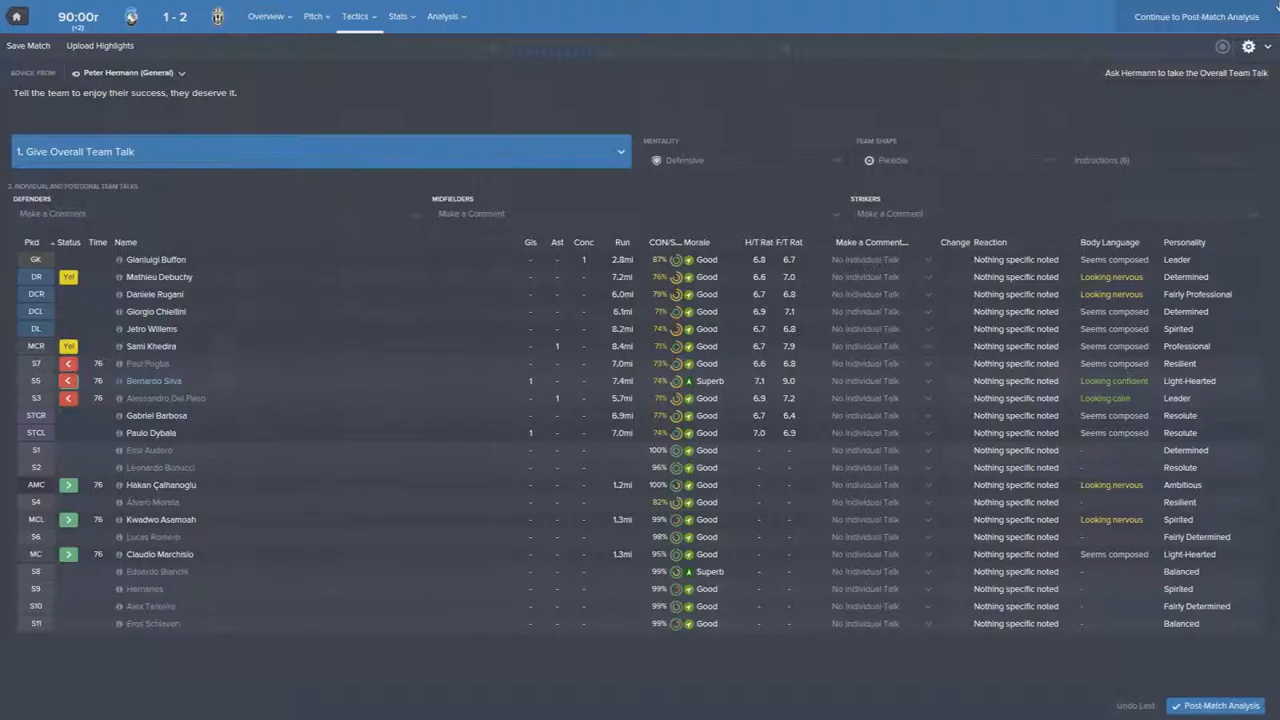 90:00r 1 - 2 Overview Pitch Tactics Stats Analysis Continue to Post-Match Analysis
(+2)
Save Match Upload Highlights
ADVICE FROM Peter Hermann (General) Ask Hermann to take the Overall Team Talk
Tell the team to enjoy their success, they deserve it.
MENTALITY TEAM SHAPE
1. Give Overall Team Talk Defensive Flexible Instructions (6)
2. INDIVIDUAL AND POSITIONAL TEAM TALKS
DEFENDERS MIDFIELDERS STRIKERS
Make a Comment Make a Comment Make a Comment
Pkd Status Time Name Gls Ast Conc Run CON/S... Morale H/T Rat F/T Rat Make a Comment... Change Reaction Body Language Personality
GK Gianluigi Buffon - - 1 2.8mi 87% Good 6.8 6.7 No Individual Talk Nothing specific noted Seems composed Leader
DR Yel Mathieu Debuchy - - - 7.2mi 76% Good 6.6 7.0 No Individual Talk Nothing specific noted Looking nervous Determined
DCR Daniele Rugani - - - 6.0mi 79% Good 6.7 6.8 No Individual Talk Nothing specific noted Looking nervous Fairly Professional
DCL Giorgio Chiellini - - - 6.1mi 71% Good 6.9 7.1 No Individual Talk Nothing specific noted Seems composed Determined
DL Jetro Willems - - - 8.2mi 74% Good 6.7 6.8 No Individual Talk Nothing specific noted Seems composed Spirited
MCR Yel Sami Khedira - 1 - 8.4mi 71% Good 6.7 7.9 No Individual Talk Nothing specific noted Seems composed Professional
S7 76 Paul Pogba - - - 7.0mi 73% Good 6.6 6.8 No Individual Talk Nothing specific noted Seems composed Resilient
S5 76 Bernardo Silva 1 - - 7.4mi 74% Superb 7.1 9.0 No Individual Talk Nothing specific noted Looking confident Light-Hearted
S3 76 Alessandro Del Piero - 1 - 5.7mi 71% Good 6.9 7.2 No Individual Talk Nothing specific noted Looking calm Leader
STCR Gabriel Barbosa - - - 6.9mi 77% Good 6.7 6.4 No Individual Talk Nothing specific noted Seems composed Resolute
STCL Paulo Dybala 1 - - 7.0mi 74% Good 7.0 6.9 No Individual Talk Nothing specific noted Seems composed Resolute
S1 Emil Audero - - - 100% Good - - No Individual Talk Nothing specific noted - Determined
S2 Leonardo Bonucci - - - 96% Good - - No Individual Talk Nothing specific noted - Resolute
AMC 76 Hakan Çalhanoglu - - - 1.2mi 100% Good - - No Individual Talk Nothing specific noted Looking nervous Ambitious
S4 Álvaro Morata - - - 82% Good - - No Individual Talk Nothing specific noted - Resilient
MCL 76 Kwadwo Asamoah - - - 1.3mi 99% Good - - No Individual Talk Nothing specific noted Looking nervous Spirited
S6 Lucas Romero - - - 98% Good - - No Individual Talk Nothing specific noted - Fairly Determined
MC 76 Claudio Marchisio - - - 1.3mi 95% Good - - No Individual Talk Nothing specific noted Seems composed Light-Hearted
S8 Edoardo Bianchi - - - 99% Superb - - No Individual Talk Nothing specific noted - Balanced
S9 Hernanes - - - 99% Good - - No Individual Talk Nothing specific noted - Spirited
S10 Alex Teixeira - - - 99% Good - - No Individual Talk Nothing specific noted - Fairly Determined
S11 Eros Schiavon - - - 99% Good - - No Individual Talk Nothing specific noted - Balanced
Undo Last Post-Match Analysis